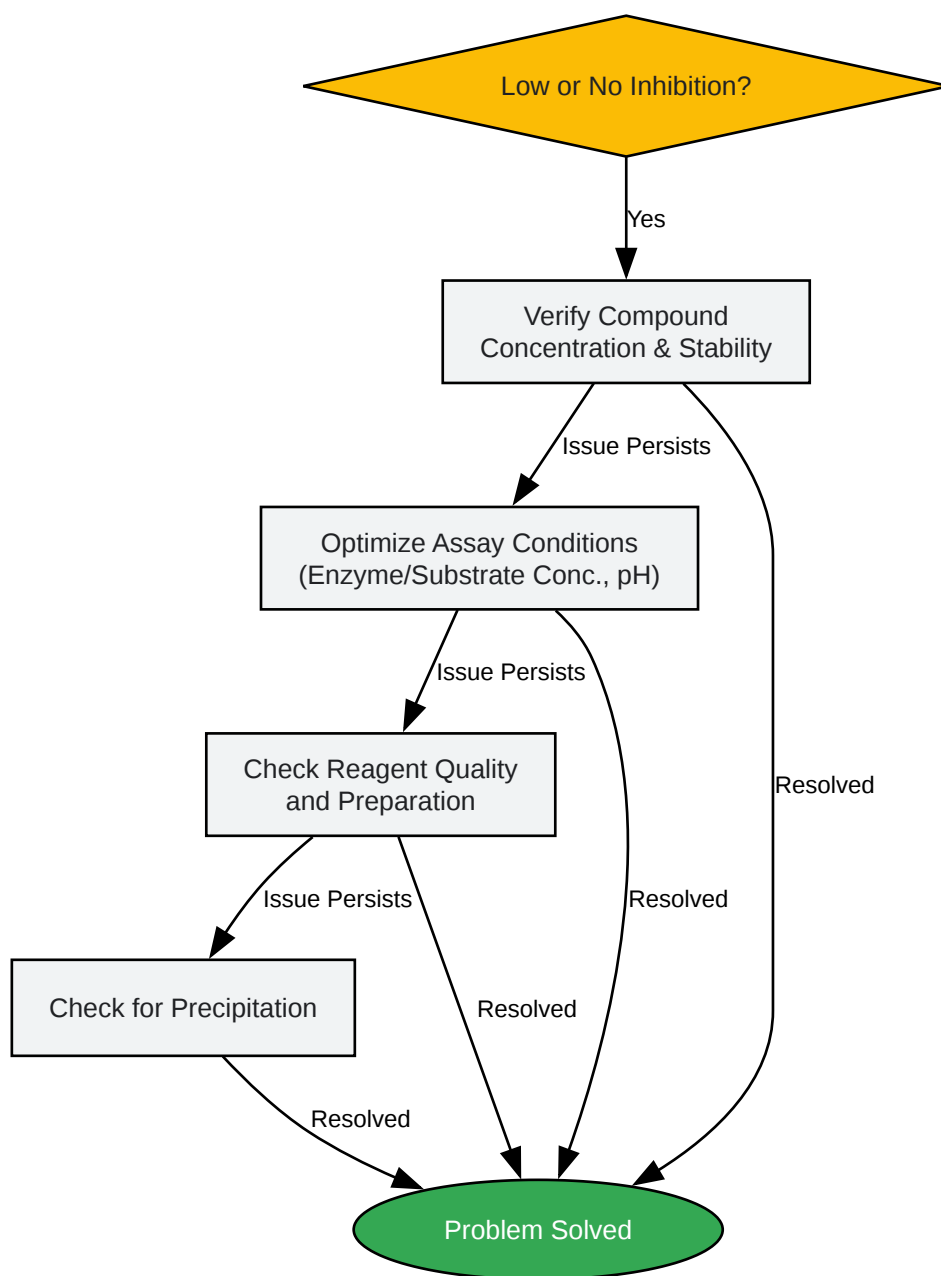 Low or No Inhibition?
Yes
Verify Compound
Concentration & Stability
Issue Persists
Optimize Assay Conditions
(Enzyme/Substrate Conc., pH)
Issue Persists
Check Reagent Quality
and Preparation
Resolved
Issue Persists
Resolved
Check for Precipitation
Resolved
Resolved
Problem Solved